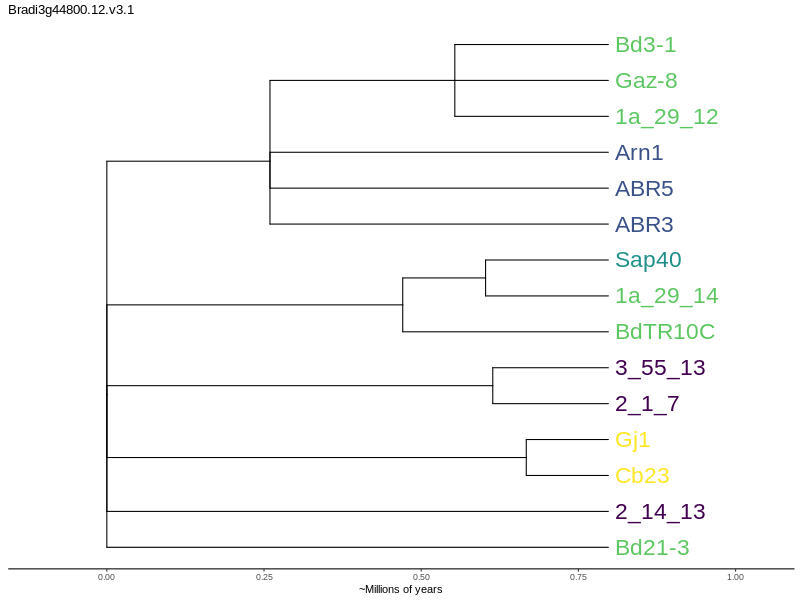 Bradi3g44800.12.v3.1
Bd3-1
Gaz-8
1a_29_12
Arn1
ABR5
ABR3
Sap40
1a_29_14
BdTR10C
3_55_13
2_1_7
Gj1
Cb23
2_14_13
Bd21-3
0.00 0.25 0.50 0.75 1.00
~Millions of years